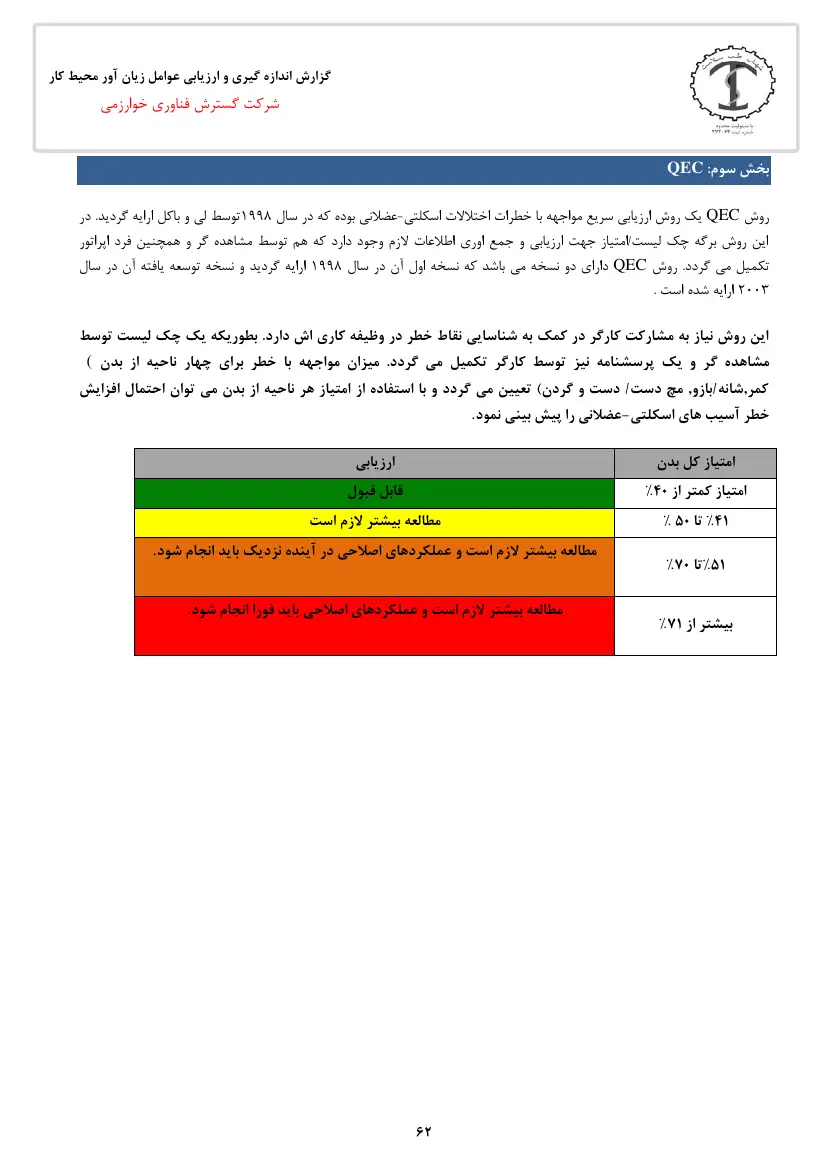 گزارش اندازه گیری و ارزیابی عوامل زیان آور محیط کار
شرکت گسترش فناوری خوارزمی
شهاب طب سلامت
با مسئولیت محدود
شماره ثبت ۲۷۲۰۶۴
بخش سوم: QEC
روش QEC یک روش ارزیابی سریع مواجهه با خطرات اختلالات اسکلتی-عضلانی بوده که در سال ۱۹۹۸توسط لی و باکل ارایه گردید. در
این روش برگه چک لیست/امتیاز جهت ارزیابی و جمع اوری اطلاعات لازم وجود دارد که هم توسط مشاهده گر و همچنین فرد اپراتور
تکمیل می گردد. روش QEC دارای دو نسخه می باشد که نسخه اول آن در سال ۱۹۹۸ ارایه گردید و نسخه توسعه یافته آن در سال
۲۰۰۳ ارایه شده است .
این روش نیاز به مشارکت کارگر در کمک به شناسایی نقاط خطر در وظیفه کاری اش دارد. بطوریکه یک چک لیست توسط
مشاهده گر و یک پرسشنامه نیز توسط کارگر تکمیل می گردد. میزان مواجهه با خطر برای چهار ناحیه از بدن (
کمر,شانه/بازو, مچ دست/ دست و گردن) تعیین می گردد و با استفاده از امتیاز هر ناحیه از بدن می توان احتمال افزایش
خطر آسیب های اسکلتی-عضلانی را پیش بینی نمود.
امتیاز کل بدن ارزیابی
امتیاز کمتر از ۴۰٪ قابل قبول
۴۱٪ تا ۵۰ ٪ مطالعه بیشتر لازم است
۵۱٪تا ۷۰٪ مطالعه بیشتر لازم است و عملکردهای اصلاحی در آینده نزدیک باید انجام شود.
بیشتر از ۷۱٪ مطالعه بیشتر لازم است و عملکردهای اصلاحی باید فورا انجام شود.
۶۲